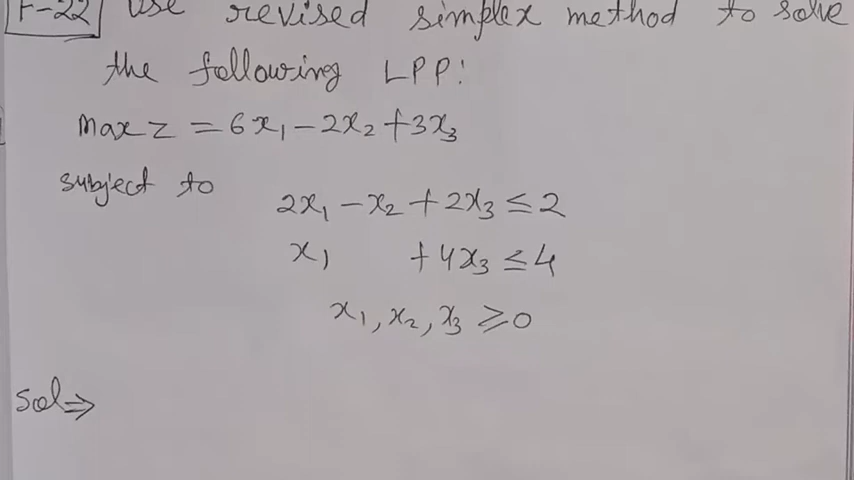 F-22 Use revised simplex method to solve
the following LPP:
Max Z = 6x₁ - 2x₂ + 3x₃
subject to
2x₁ - x₂ + 2x₃ ≤ 2
x₁ + 4x₃ ≤ 4
x₁, x₂, x₃ ≥ 0
Sol ⇒